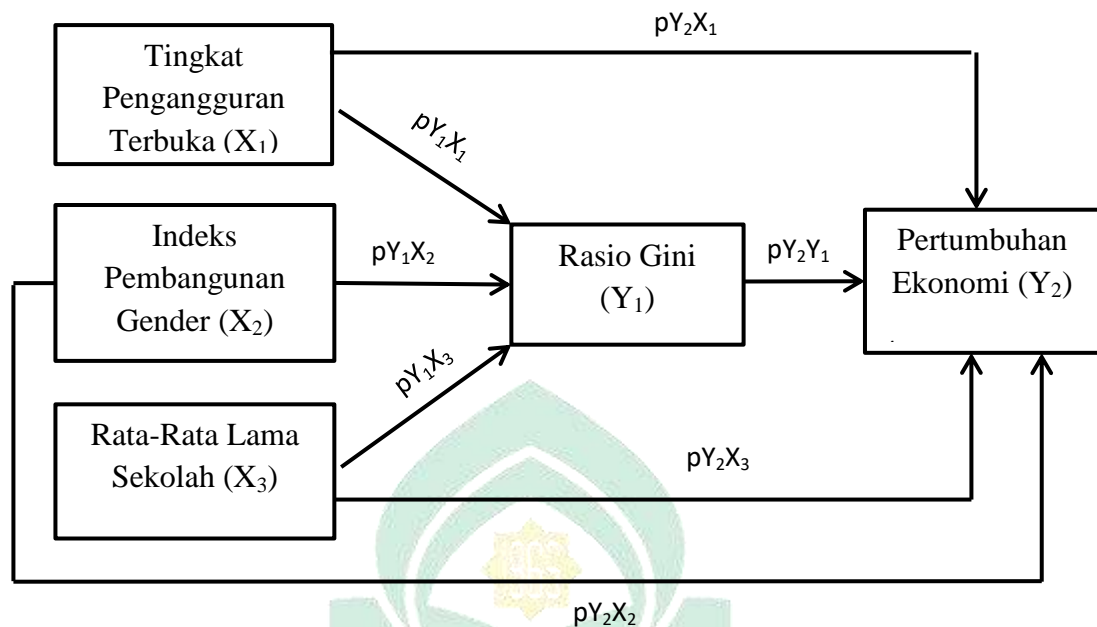 pY₂X₁
Tingkat
Pengangguran
Terbuka (X₁)
pY₁X₁
Indeks
Pembangunan
Gender (X₂)
pY₁X₂
Rasio Gini
(Y₁)
pY₂Y₁
Pertumbuhan
Ekonomi (Y₂)
.
pY₁X₃
Rata-Rata Lama
Sekolah (X₃)
pY₂X₃
pY₂X₂